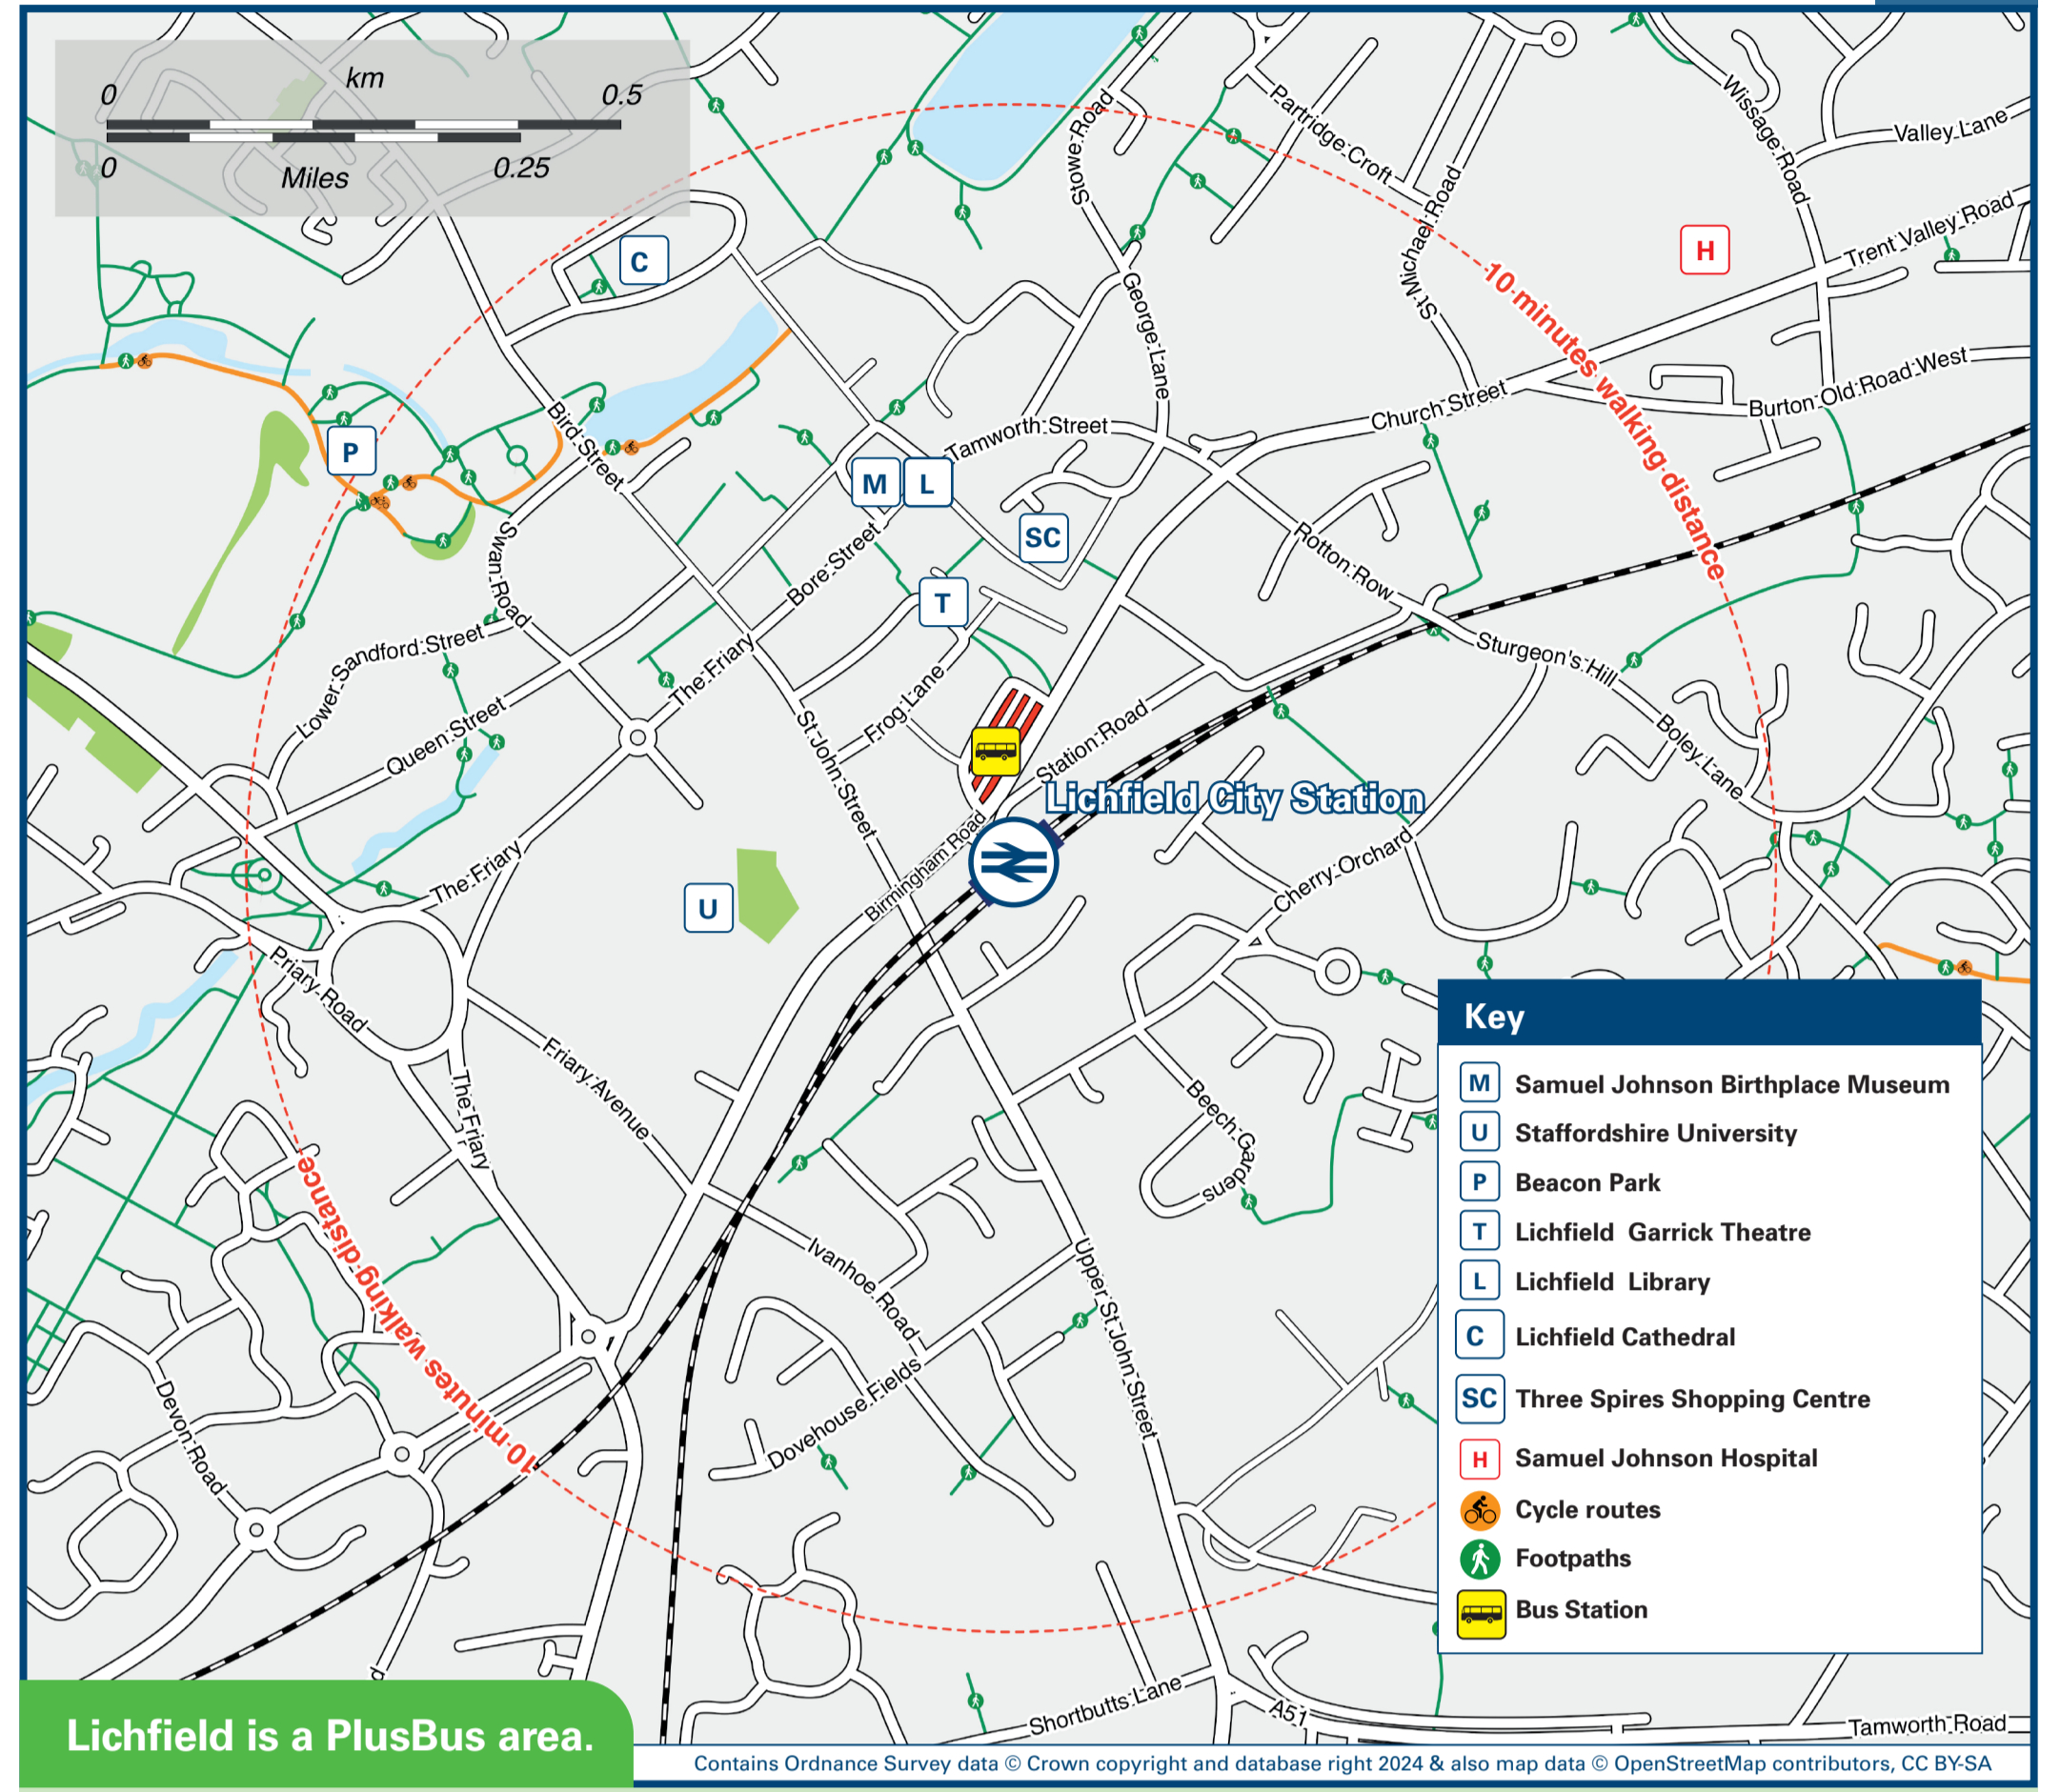 km
0 0.5
0 0.25
Miles
Stowe Road
Partridge Croft
Wissage Road
Valley Lane
St Michael Road
Trent Valley Road
H
C
10 minutes walking distance
George Lane
Burton Old Road West
Church Street
Bird Street
Tamworth Street
P
M
L
SC
Swan Road
Bore Street
Rotton Row
T
Lower Sandford Street
The Friary
Sturgeon's Hill
Queen Street
Frog Lane
St John Street
Station Road
Boley Lane
Lichfield City Station
Birmingham Road
Cherry Orchard
The Friary
U
Priary Road
Friary Avenue
The Friary
Beech Gardens
10 minutes walking distance
Ivanhoe Road
Upper St John Street
Dovehouse Fields
Devon Road
Shortbutts Lane
A51
Tamworth Road
d
Key
M Samuel Johnson Birthplace Museum
U Staffordshire University
P Beacon Park
T Lichfield Garrick Theatre
L Lichfield Library
C Lichfield Cathedral
SC Three Spires Shopping Centre
H Samuel Johnson Hospital
Cycle routes
Footpaths
Bus Station
Lichfield is a PlusBus area.
Contains Ordnance Survey data © Crown copyright and database right 2024 & also map data © OpenStreetMap contributors, CC BY-SA